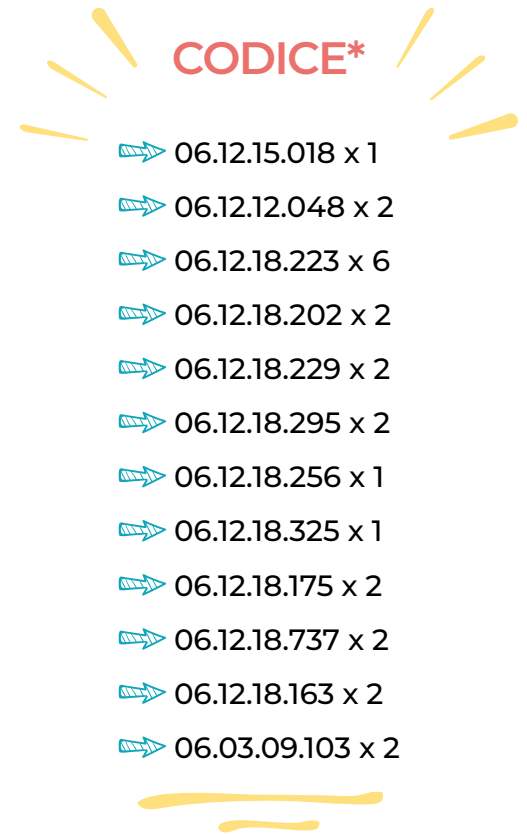 CODICE*
06.12.15.018 x 1
06.12.12.048 x 2
06.12.18.223 x 6
06.12.18.202 x 2
06.12.18.229 x 2
06.12.18.295 x 2
06.12.18.256 x 1
06.12.18.325 x 1
06.12.18.175 x 2
06.12.18.737 x 2
06.12.18.163 x 2
06.03.09.103 x 2